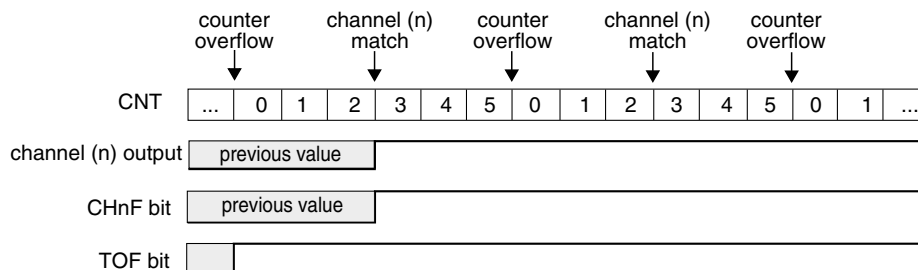 counter overflow
channel (n) match
counter overflow
channel (n) match
counter overflow
CNT ... 0 1 2 3 4 5 0 1 2 3 4 5 0 1 ...
channel (n) output previous value
CHnF bit previous value
TOF bit